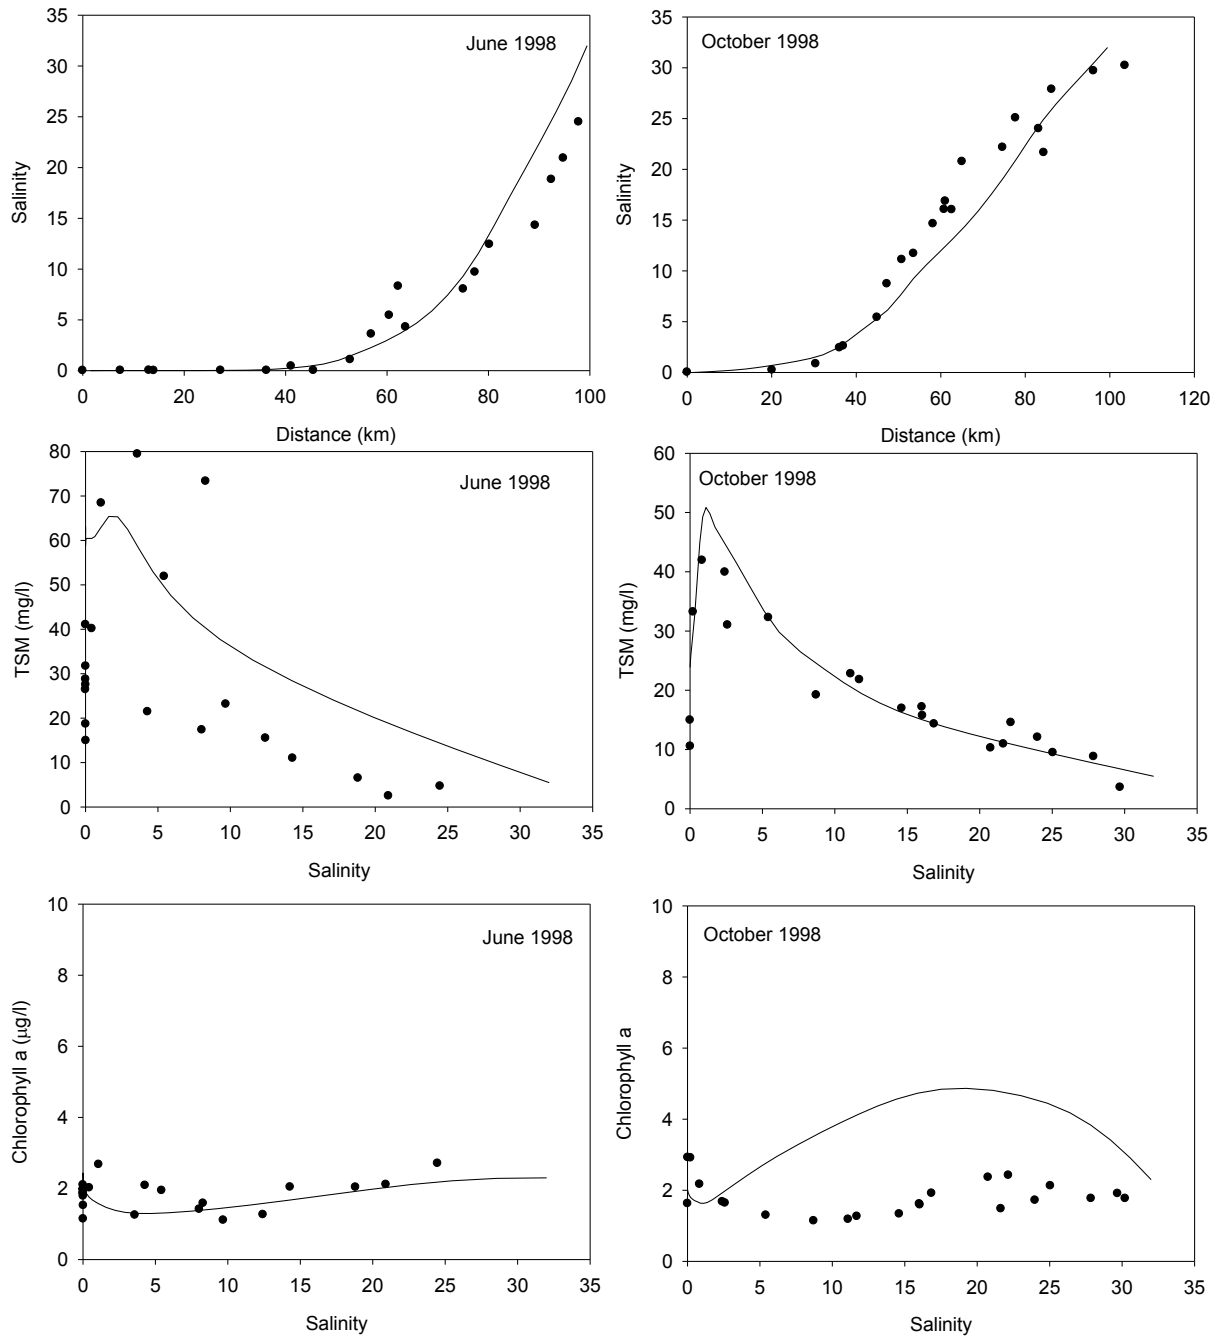 35
30
25
20
15
10
5
0
Salinity
June 1998
0 20 40 60 80 100
Distance (km)
35
30
25
20
15
10
5
0
Salinity
October 1998
0 20 40 60 80 100 120
Distance (km)
80
70
60
50
40
30
20
10
0
TSM (mg/l)
June 1998
0 5 10 15 20 25 30 35
Salinity
60
50
40
30
20
10
0
TSM (mg/l)
October 1998
0 5 10 15 20 25 30 35
Salinity
10
8
6
4
2
0
Chlorophyll a (μg/l)
June 1998
0 5 10 15 20 25 30 35
Salinity
10
8
6
4
2
0
Chlorophyll a
October 1998
0 5 10 15 20 25 30 35
Salinity